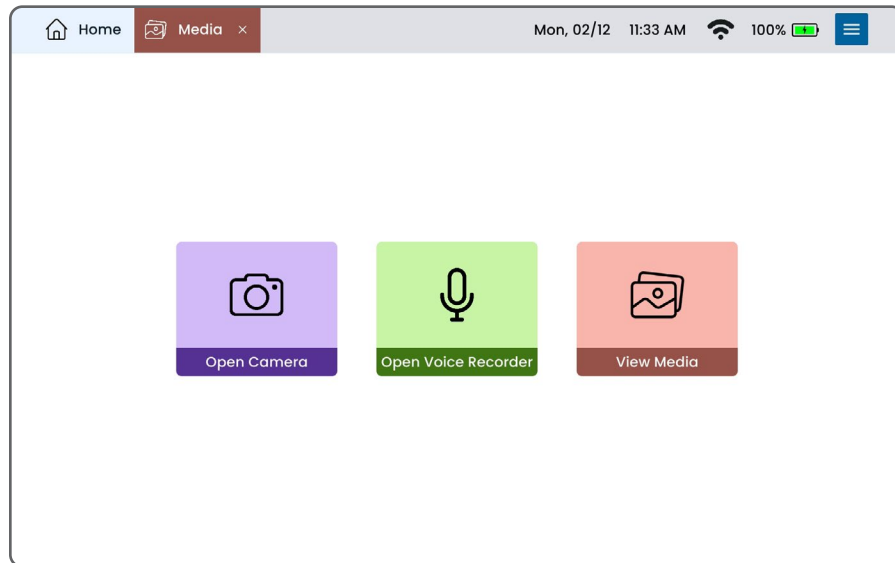 Home
Media ×
Mon, 02/12 11:33 AM 100%
Open Camera
Open Voice Recorder
View Media